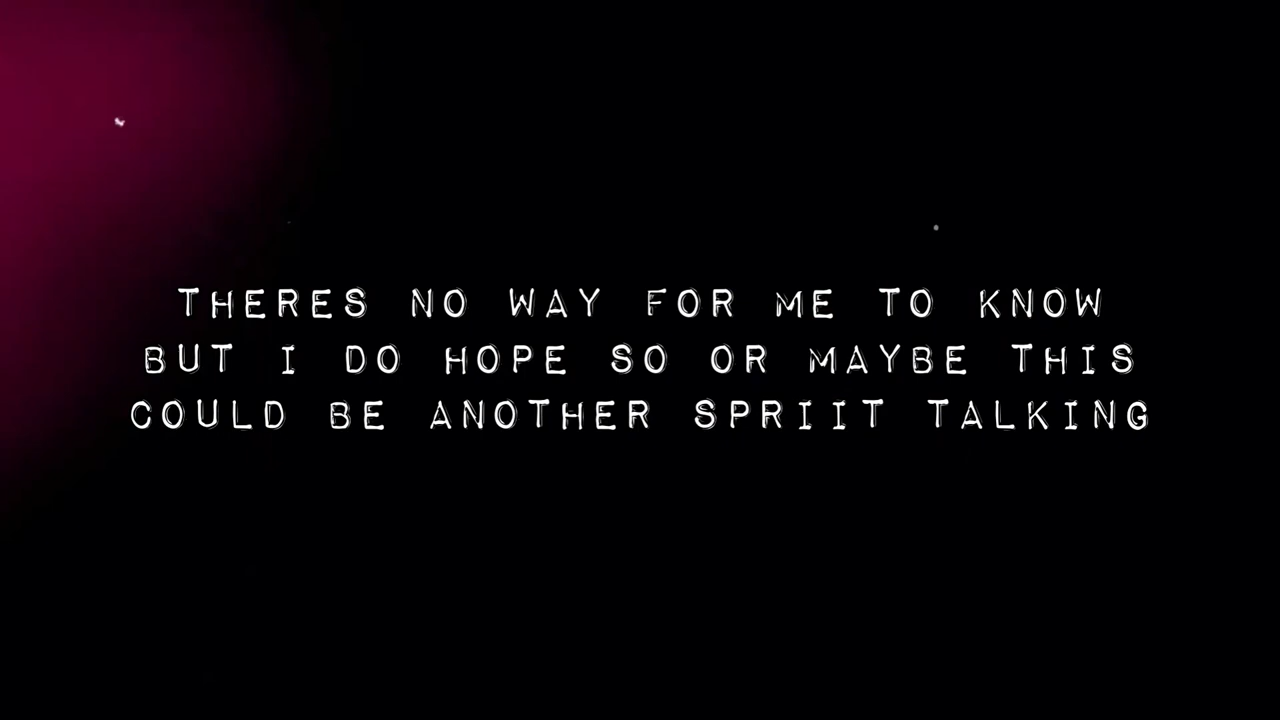 THERES NO WAY FOR ME TO KNOW
BUT I DO HOPE SO OR MAYBE THIS
COULD BE ANOTHER SPRIIT TALKING